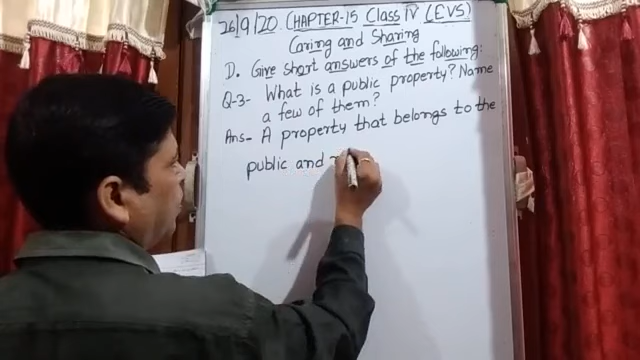 26/9/20. CHAPTER-15 Class IV (EVS)
Caring and Sharing
D. Give short answers of the following:
Q-3- What is a public property? Name
a few of them?
Ans- A property that belongs to the
public and